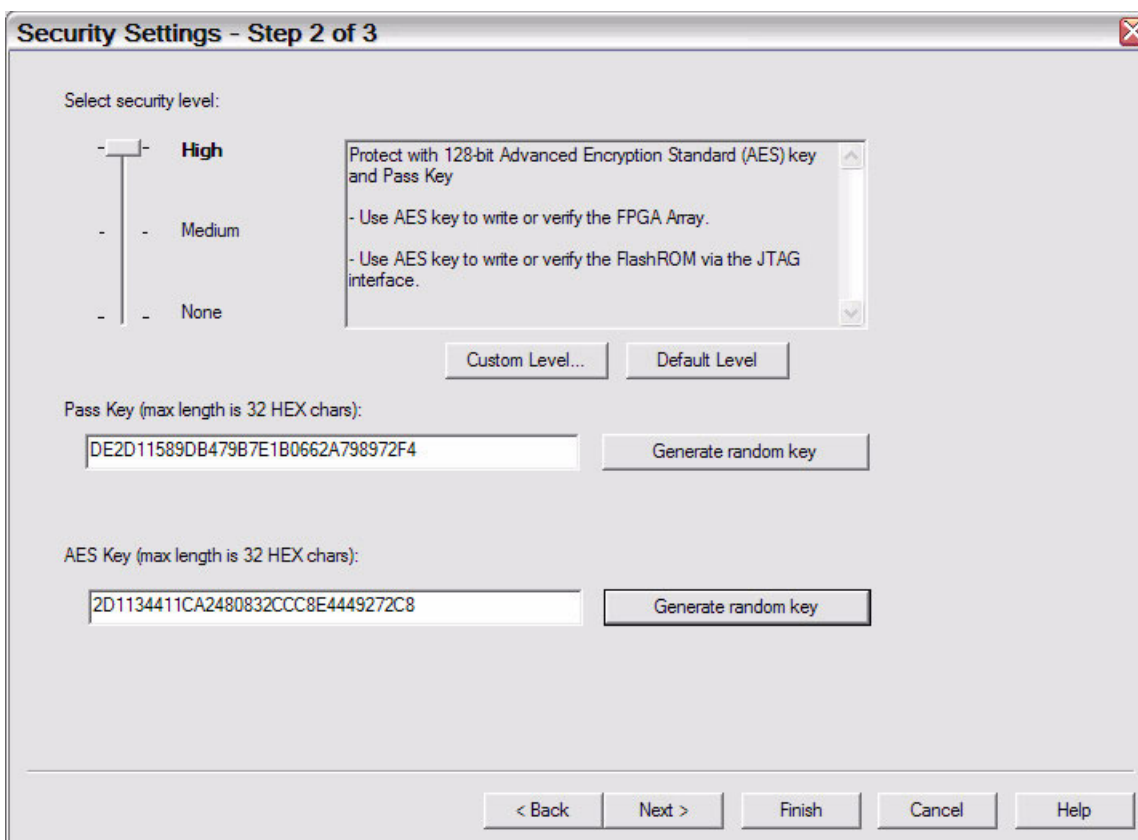 Security Settings - Step 2 of 3
Select security level:
High
Medium
None
Protect with 128-bit Advanced Encryption Standard (AES) key
and Pass Key
- Use AES key to write or verify the FPGA Array.
- Use AES key to write or verify the FlashROM via the JTAG
interface.
Custom Level...
Default Level
Pass Key (max length is 32 HEX chars):
DE2D11589DB479B7E1B0662A798972F4
Generate random key
AES Key (max length is 32 HEX chars):
2D1134411CA2480832CCC8E4449272C8
Generate random key
< Back
Next >
Finish
Cancel
Help